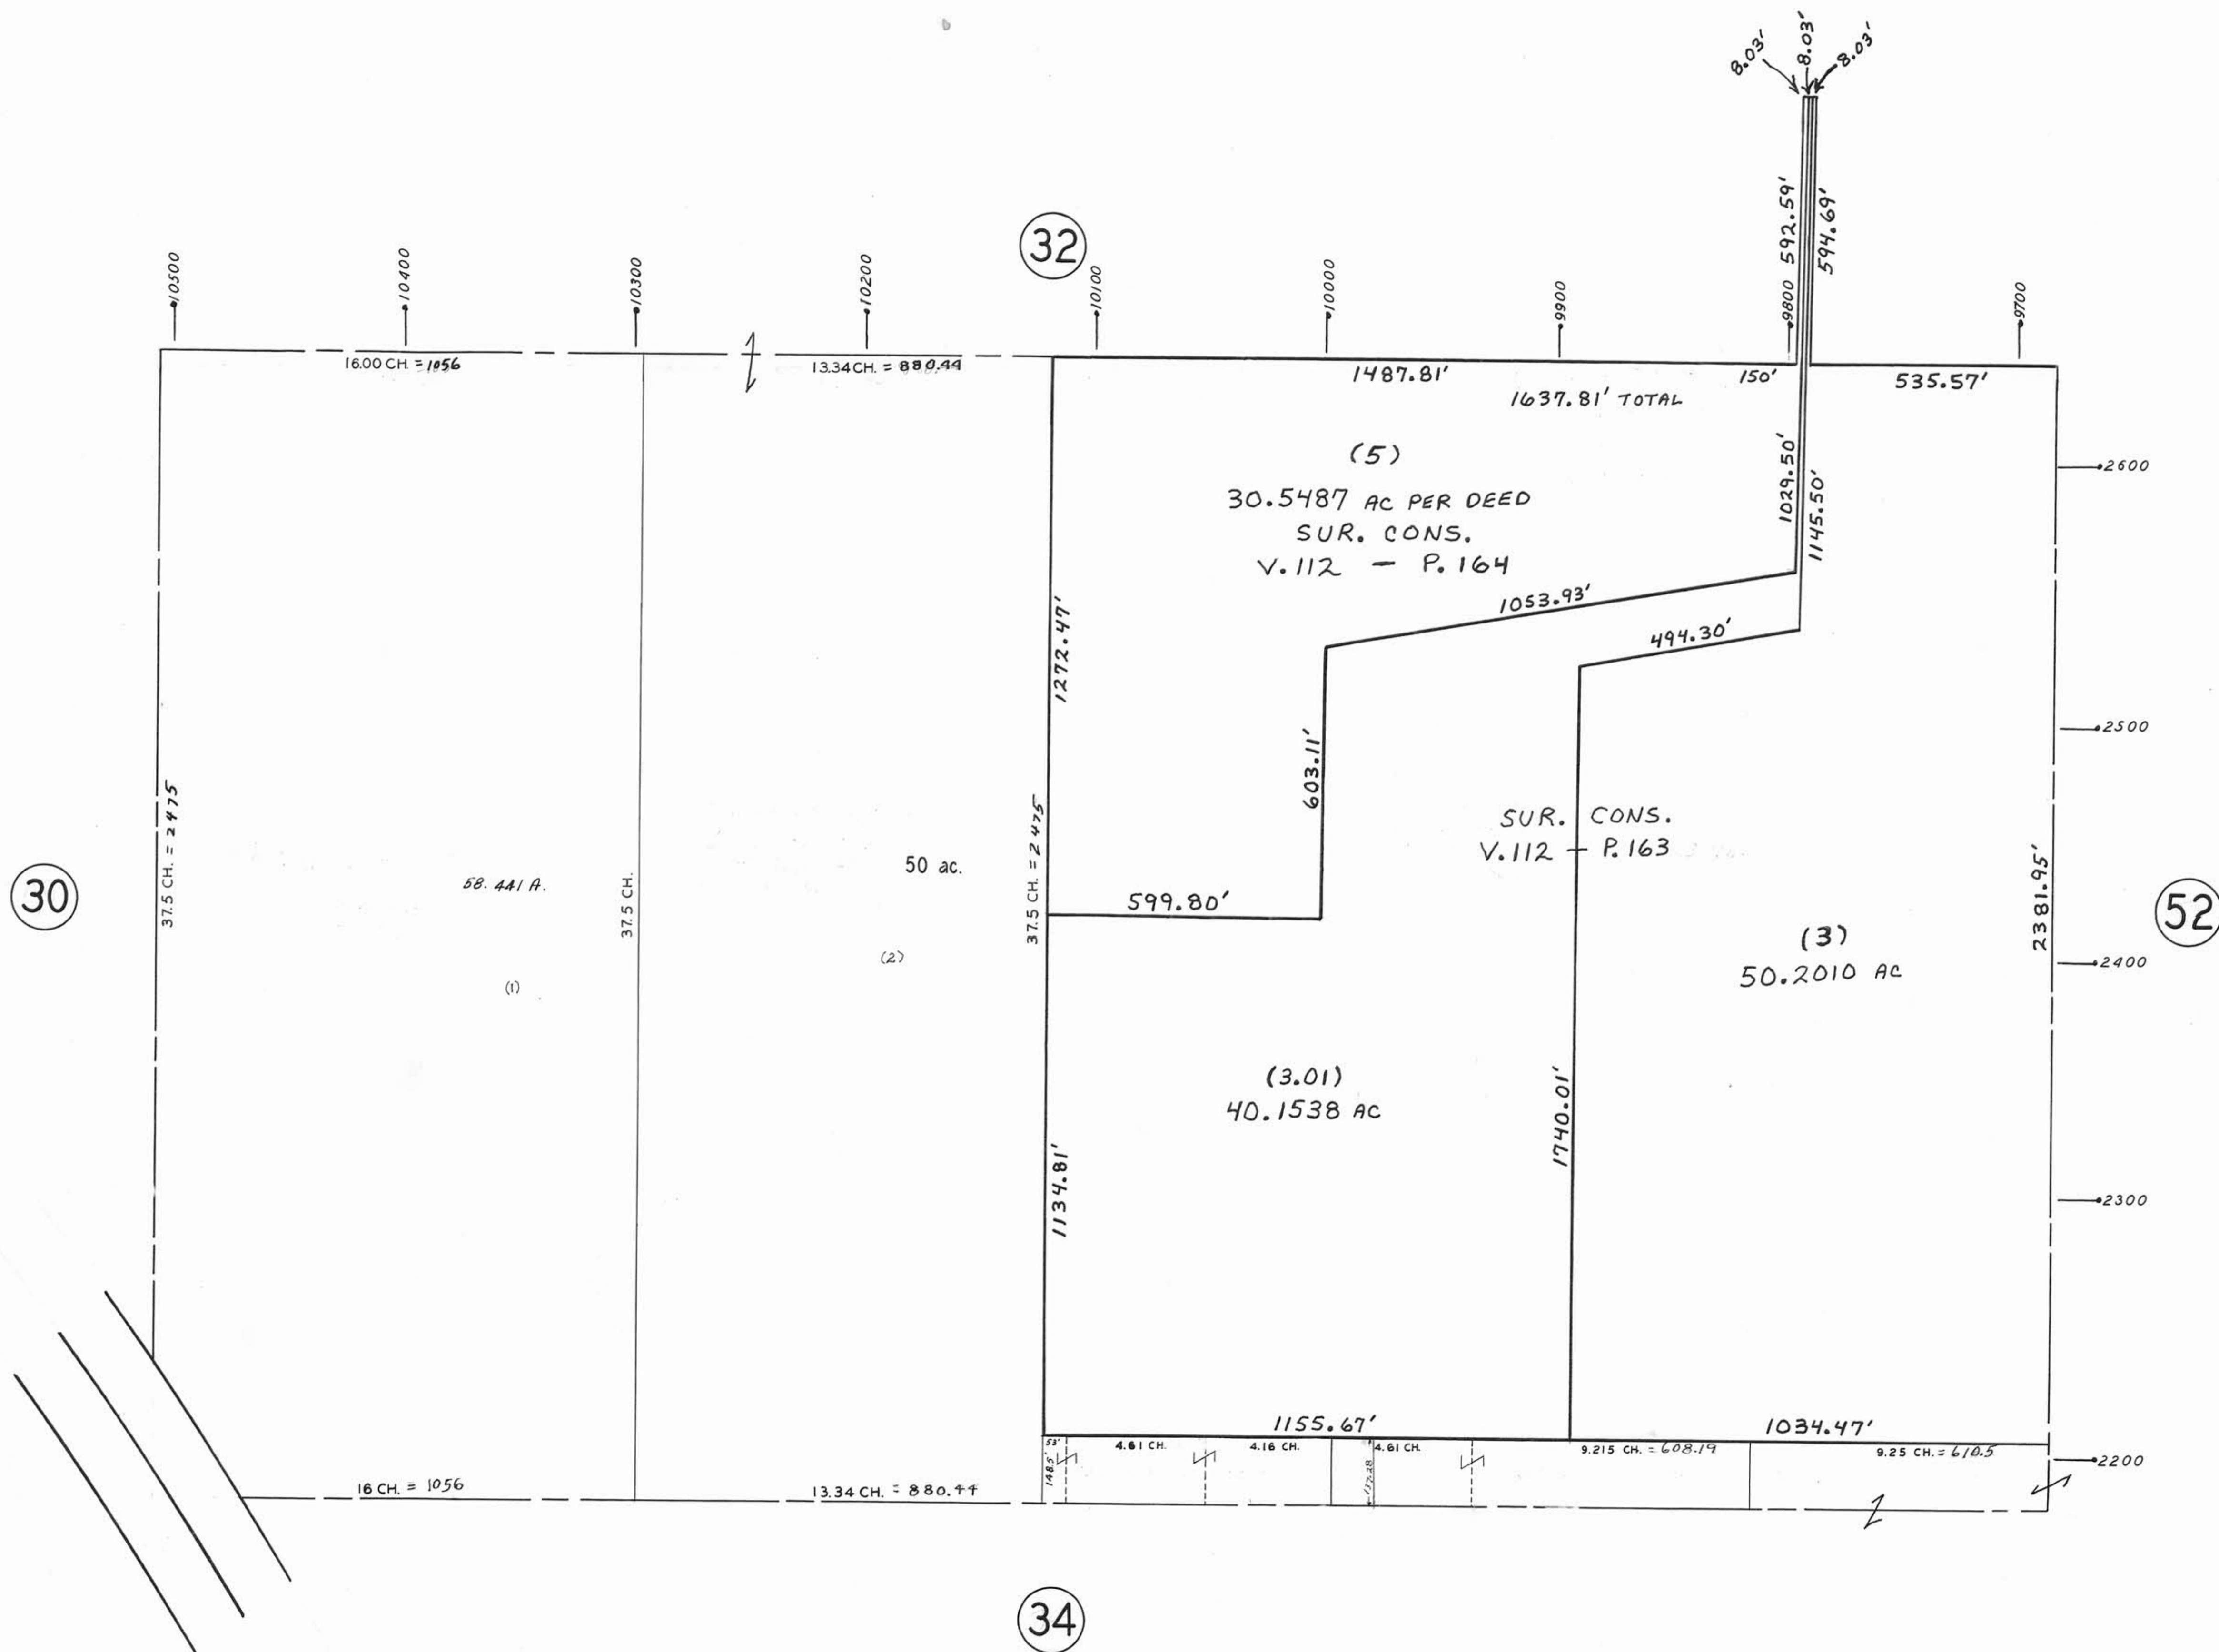 8.03'
8.03'
8.03'
592.59'
594.69'
32
10500
10400
10300
10200
10100
10000
9900
9800
9700
16.00 CH. = 1056
13.34 CH. = 880.44
1487.81'
150'
535.57'
1637.81' TOTAL
(5)
30.5487 AC PER DEED
SUR. CONS.
V.112 - P.164
1029.50'
1145.50'
2600
1053.93'
494.30'
1272.47'
603.11'
2500
37.5 CH. = 2475
37.5 CH.
37.5 CH. = 2475
SUR. CONS.
V.112 - P.163
30
58.441 A.
50 ac.
599.80'
2381.95'
52
(1)
(2)
(3)
50.2010 AC
2400
(3.01)
40.1538 AC
1740.01'
1134.81'
2300
1155.67'
1034.47'
53'
4.61 CH.
4.16 CH.
4.61 CH.
9.215 CH. = 608.19
9.25 CH. = 610.5
2200
148.5'
16 CH. = 1056
13.34 CH. = 880.44
34